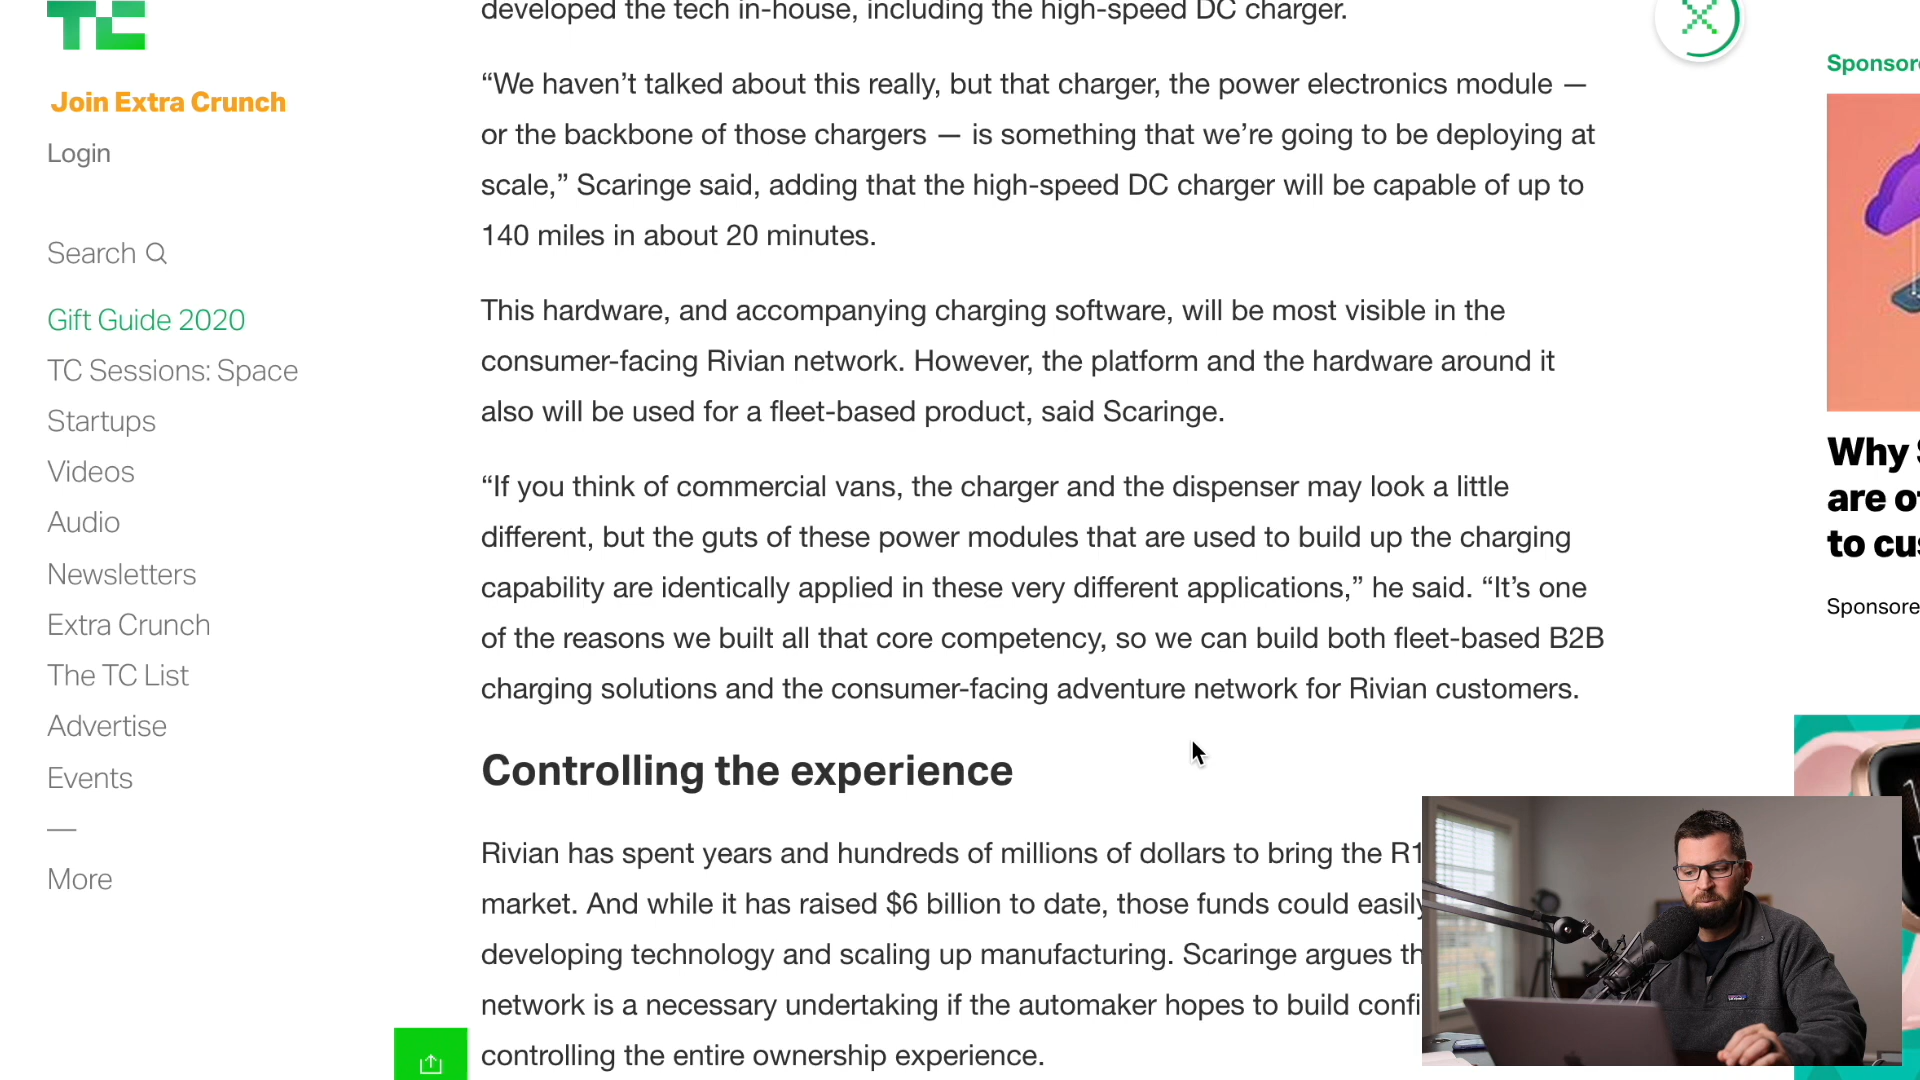 TC
Join Extra Crunch
Login
Search
Gift Guide 2020
TC Sessions: Space
Startups
Videos
Audio
Newsletters
Extra Crunch
The TC List
Advertise
Events
More
developed the tech in-house, including the high-speed DC charger.
“We haven’t talked about this really, but that charger, the power electronics module —
or the backbone of those chargers — is something that we’re going to be deploying at
scale,” Scaringe said, adding that the high-speed DC charger will be capable of up to
140 miles in about 20 minutes.
This hardware, and accompanying charging software, will be most visible in the
consumer-facing Rivian network. However, the platform and the hardware around it
also will be used for a fleet-based product, said Scaringe.
“If you think of commercial vans, the charger and the dispenser may look a little
different, but the guts of these power modules that are used to build up the charging
capability are identically applied in these very different applications,” he said. “It’s one
of the reasons we built all that core competency, so we can build both fleet-based B2B
charging solutions and the consumer-facing adventure network for Rivian customers.
Controlling the experience
Rivian has spent years and hundreds of millions of dollars to bring the R1
market. And while it has raised $6 billion to date, those funds could easily
developing technology and scaling up manufacturing. Scaringe argues th
network is a necessary undertaking if the automaker hopes to build confi
controlling the entire ownership experience.
Sponsore
Why
are o
to cus
Sponsore